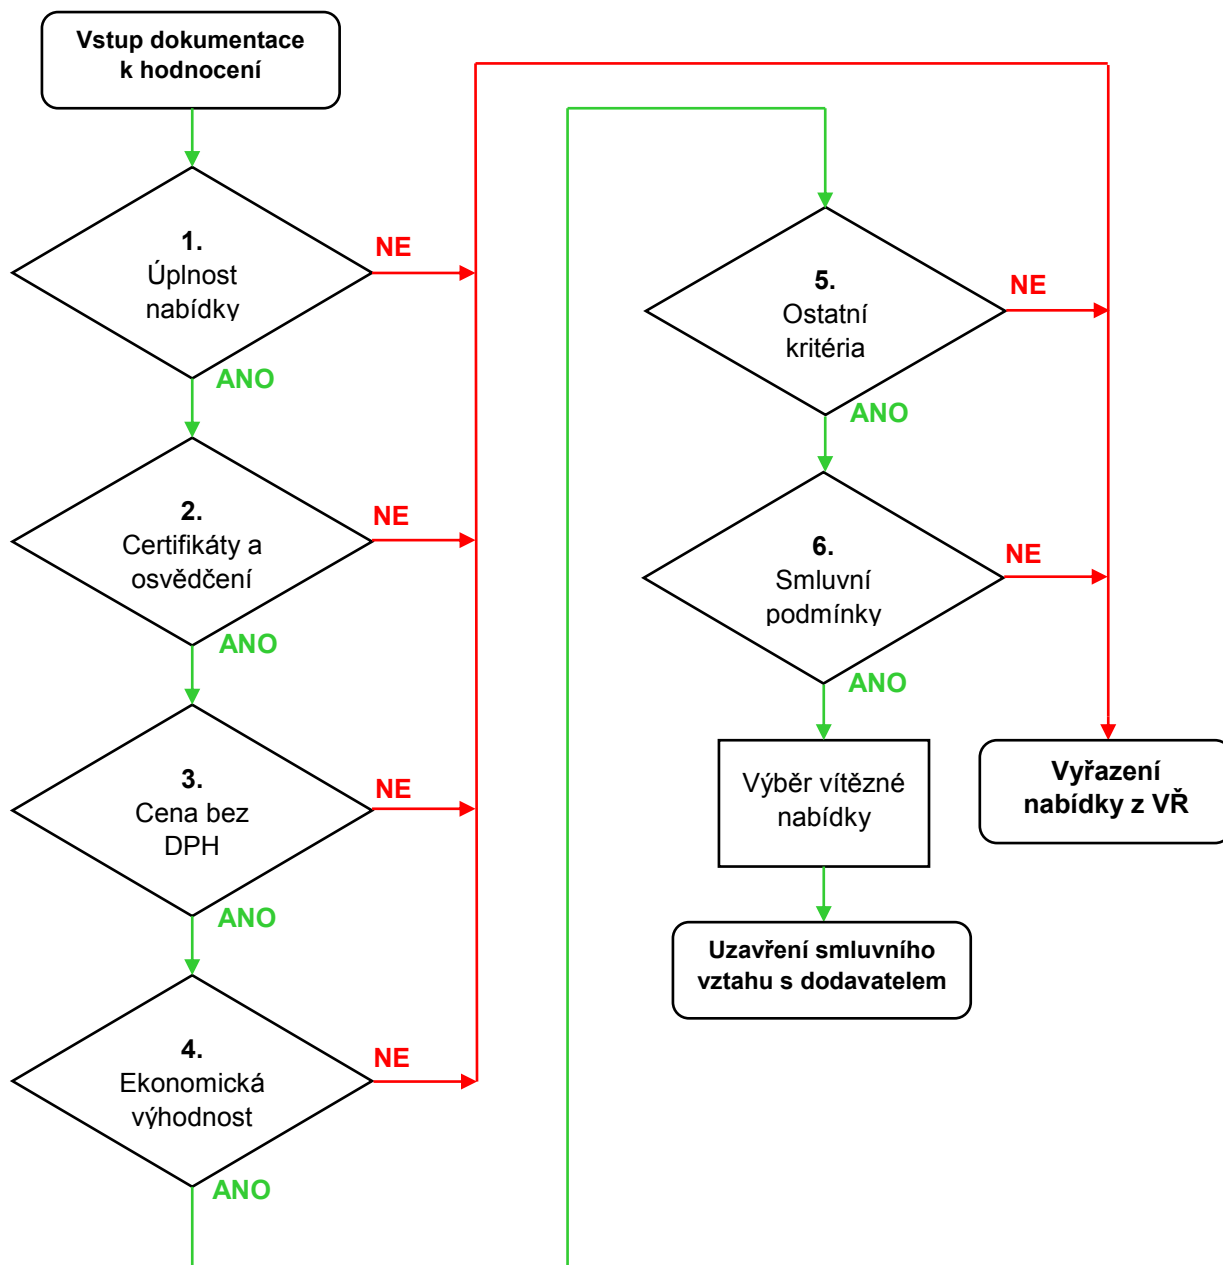 Vstup dokumentace
k hodnocení
1.
Úplnost
nabídky
NE
ANO
2.
Certifikáty a
osvědčení
NE
ANO
3.
Cena bez
DPH
NE
ANO
4.
Ekonomická
výhodnost
NE
ANO
5.
Ostatní
kritéria
NE
ANO
6.
Smluvní
podmínky
NE
ANO
Výběr vítězné
nabídky
Vyřazení
nabídky z VŘ
Uzavření smluvního
vztahu s dodavatelem